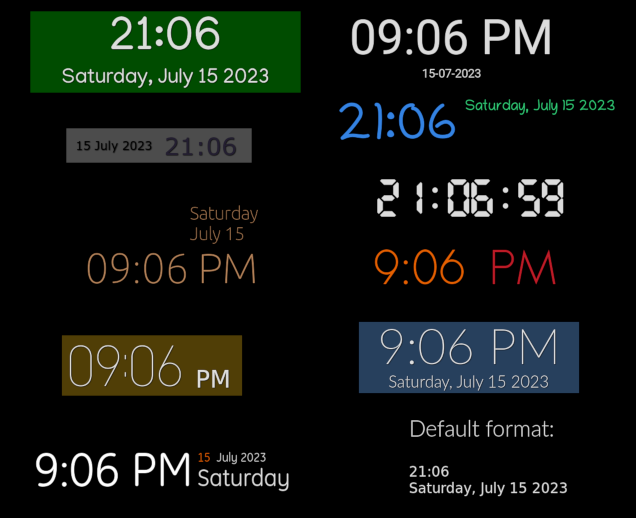 21:06
Saturday, July 15 2023
09:06 PM
15-07-2023
21:06 Saturday, July 15 2023
15 July 2023 21:06
21:06:59
Saturday
July 15
09:06 PM
9:06 PM
09:06 PM
9:06 PM
Saturday, July 15 2023
9:06 PM 15 July 2023
Saturday
Default format:
21:06
Saturday, July 15 2023